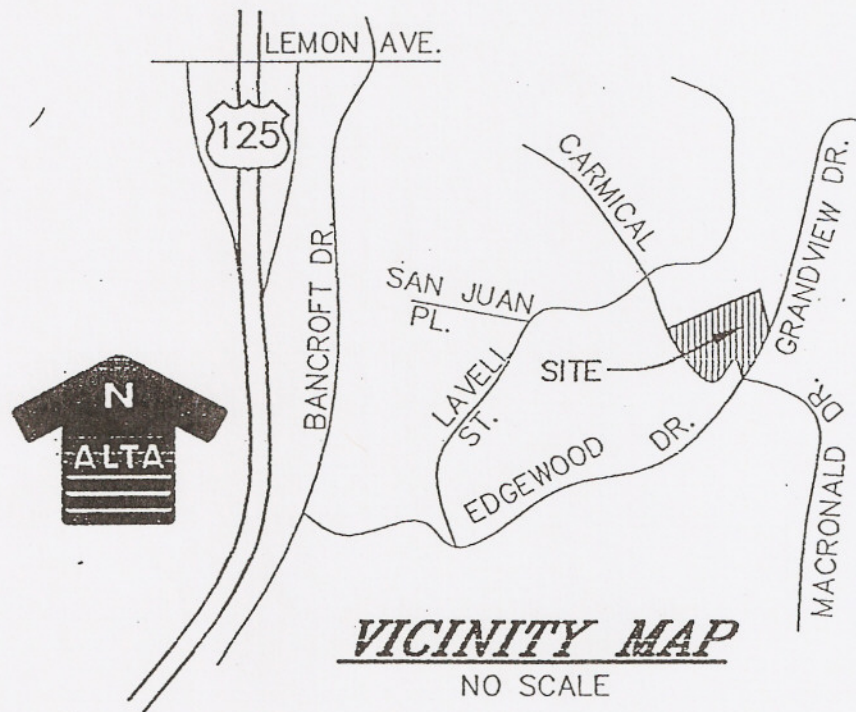 LEMON AVE.
125
BANCROFT DR.
CARMICAL
GRANDVIEW DR.
SAN JUAN
PL.
LAVELL
ST.
SITE
EDGEWOOD DR.
MACRONALD DR.
N
ALTA
VICINITY MAP
NO SCALE